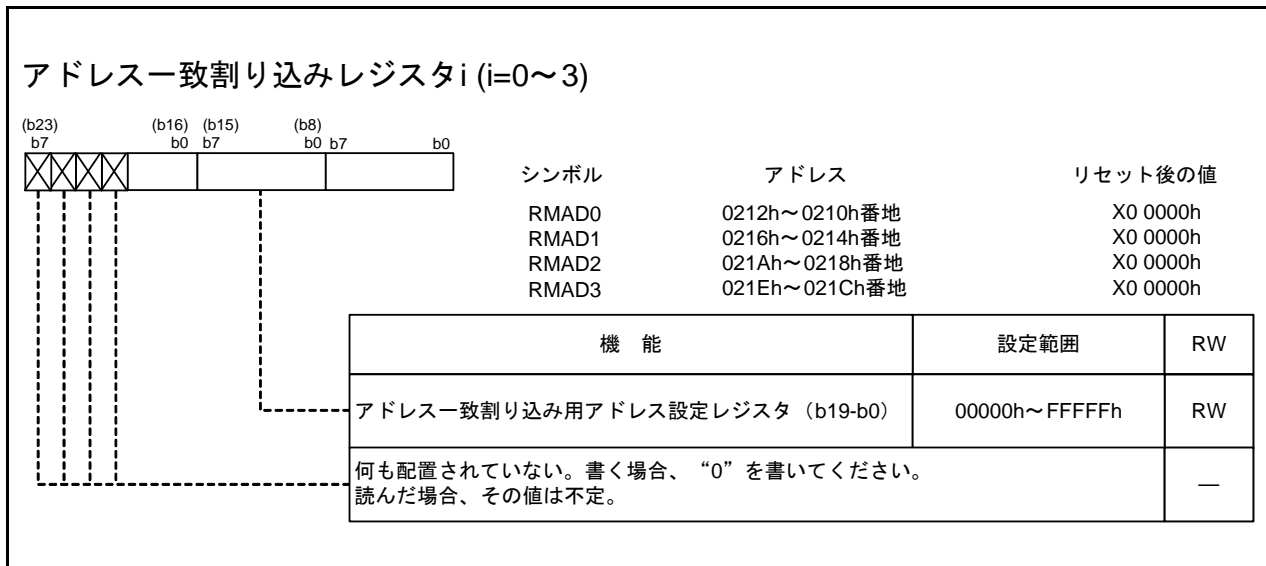 アドレス一致割り込みレジスタi (i=0～3)
(b23) (b16) (b15) (b8)
b7 b0 b7 b0 b7 b0
シンボル アドレス リセット後の値
RMAD0 0212h～0210h番地 X0 0000h
RMAD1 0216h～0214h番地 X0 0000h
RMAD2 021Ah～0218h番地 X0 0000h
RMAD3 021Eh～021Ch番地 X0 0000h
機 能 設定範囲 RW
アドレス一致割り込み用アドレス設定レジスタ（b19-b0） 00000h～FFFFFh RW
何も配置されていない。書く場合、“0”を書いてください。
読んだ場合、その値は不定。 —